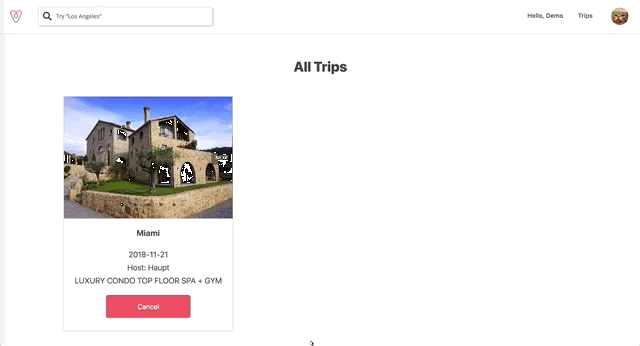 Try "Los Angeles"
Hello, Demo
Trips
All Trips
Miami
2018-11-21
Host: Haupt
LUXURY CONDO TOP FLOOR SPA + GYM
Cancel